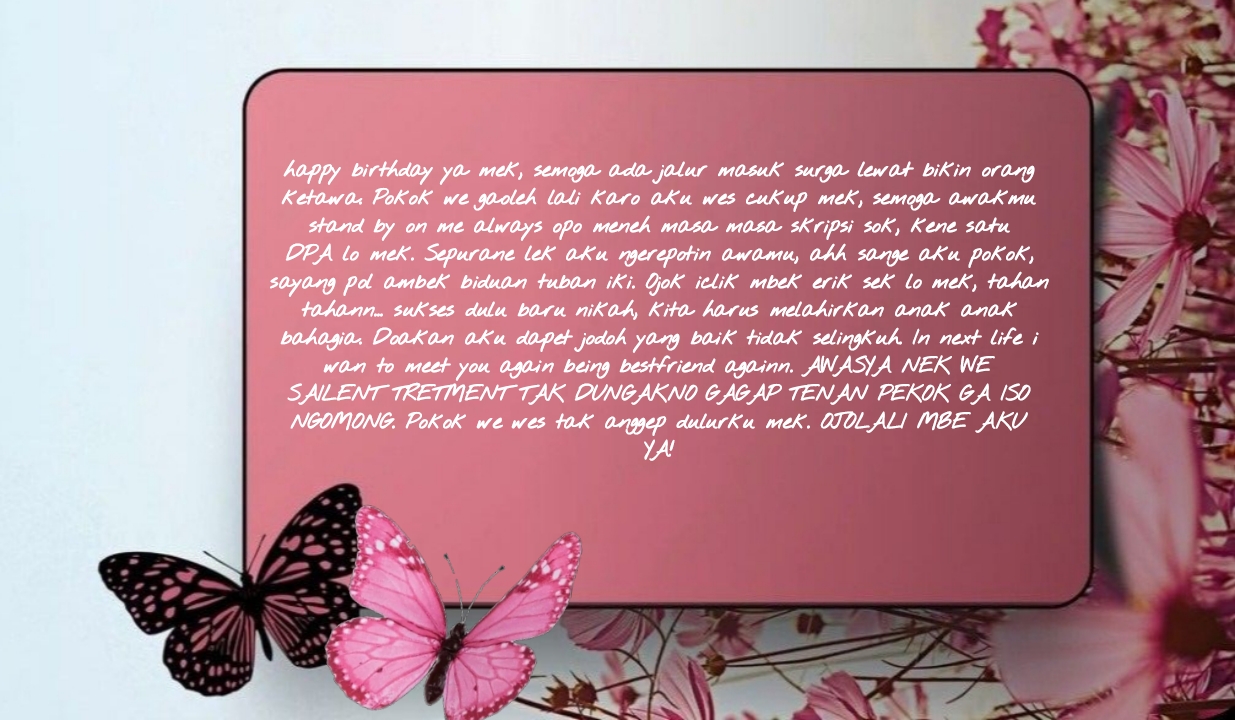 happy birthday ya mek, semoga ada jalur masuk surga lewat bikin orang
ketawa. Pokok we gaoleh lali karo aku wes cukup mek, semoga awakmu
stand by on me always opo meneh masa masa skripsi sok, kene satu
DPA lo mek. Sepurane lek aku ngerepotin awamu, ahh sange aku pokok,
sayang pol ambek biduan tuban iki. Ojok iclik mbek erik sek lo mek, tahan
tahann... sukses dulu baru nikah, kita harus melahirkan anak anak
bahagia. Doakan aku dapet jodoh yang baik tidak selingkuh. In next life i
wan to meet you again being bestfriend againn. AWASYA NEK WE
SAILENT TRETMENT TAK DUNGAKNO GAGAP TENAN PEKOK GA ISO
NGOMONG. Pokok we wes tak anggep dulurku mek. OJOLALI MBE AKU
YA!